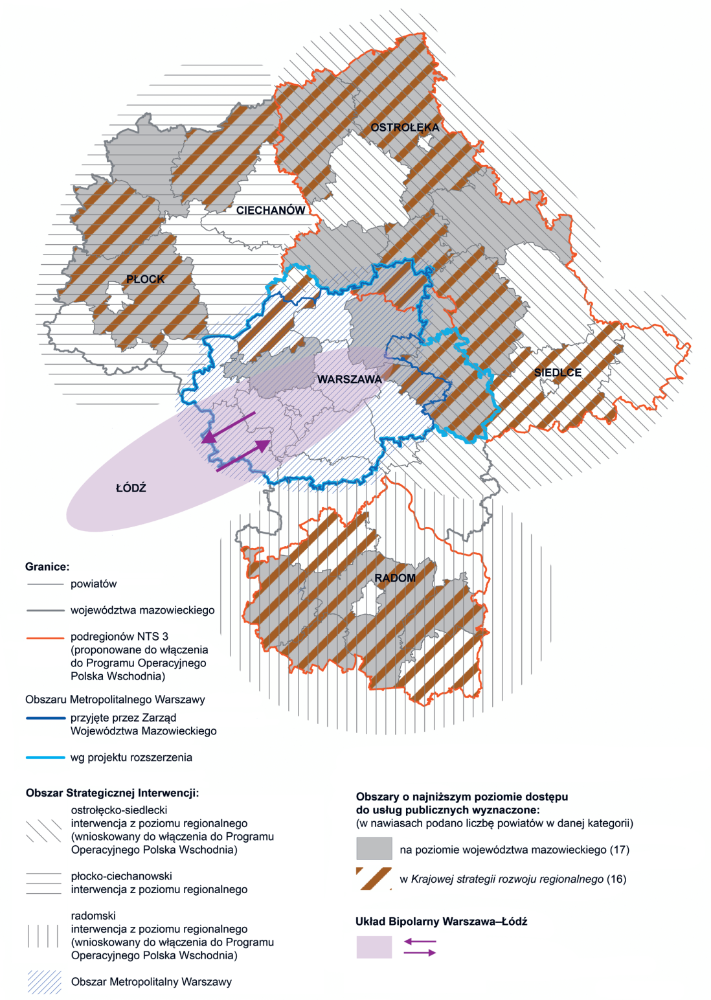 OSTROŁĘKA
CIECHANÓW
PŁOCK
SIEDLCE
WARSZAWA
ŁÓDŹ
RADOM
Granice:
powiatów
województwa mazowieckiego
podregionów NTS 3
(proponowane do włączenia
do Programu Operacyjnego
Polska Wschodnia)
Obszaru Metropolitalnego Warszawy
przyjęte przez Zarząd
Województwa Mazowieckiego
wg projektu rozszerzenia
Obszar Strategicznej Interwencji:
ostrołęcko-siedlecki
interwencja z poziomu regionalnego
(wnioskowany do włączenia do Programu
Operacyjnego Polska Wschodnia)
płocko-ciechanowski
interwencja z poziomu regionalnego
radomski
interwencja z poziomu regionalnego
(wnioskowany do włączenia do Programu
Operacyjnego Polska Wschodnia)
Obszar Metropolitalny Warszawy
Obszary o najniższym poziomie dostępu
do usług publicznych wyznaczone:
(w nawiasach podano liczbę powiatów w danej kategorii)
na poziomie województwa mazowieckiego (17)
w Krajowej strategii rozwoju regionalnego (16)
Układ Bipolarny Warszawa–Łódź